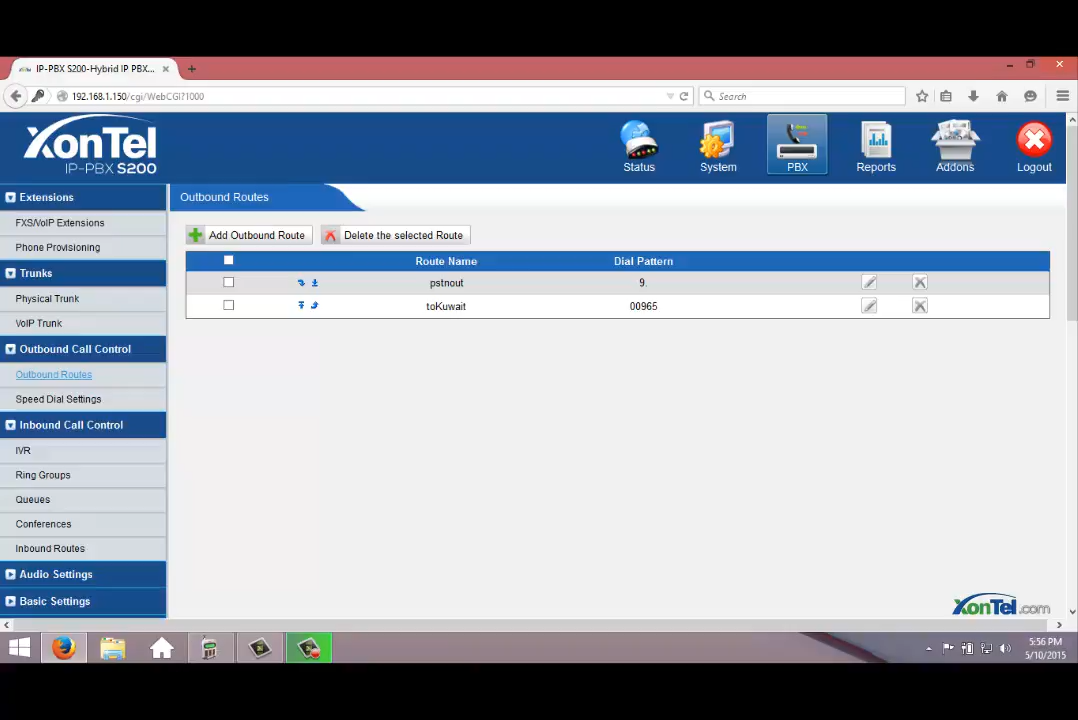 IP-PBX S200-Hybrid IP PBX...
192.168.1.150/cgi/WebCGI?1000
Search
XonTel
IP-PBX S200
Status
System
PBX
Reports
Addons
Logout
Extensions
FXS/VoIP Extensions
Phone Provisioning
Trunks
Physical Trunk
VoIP Trunk
Outbound Call Control
Outbound Routes
Speed Dial Settings
Inbound Call Control
IVR
Ring Groups
Queues
Conferences
Inbound Routes
Audio Settings
Basic Settings
Outbound Routes
Add Outbound Route
Delete the selected Route
Route Name Dial Pattern
pstnout 9.
toKuwait 00965
XonTel.com
5:56 PM
5/10/2015